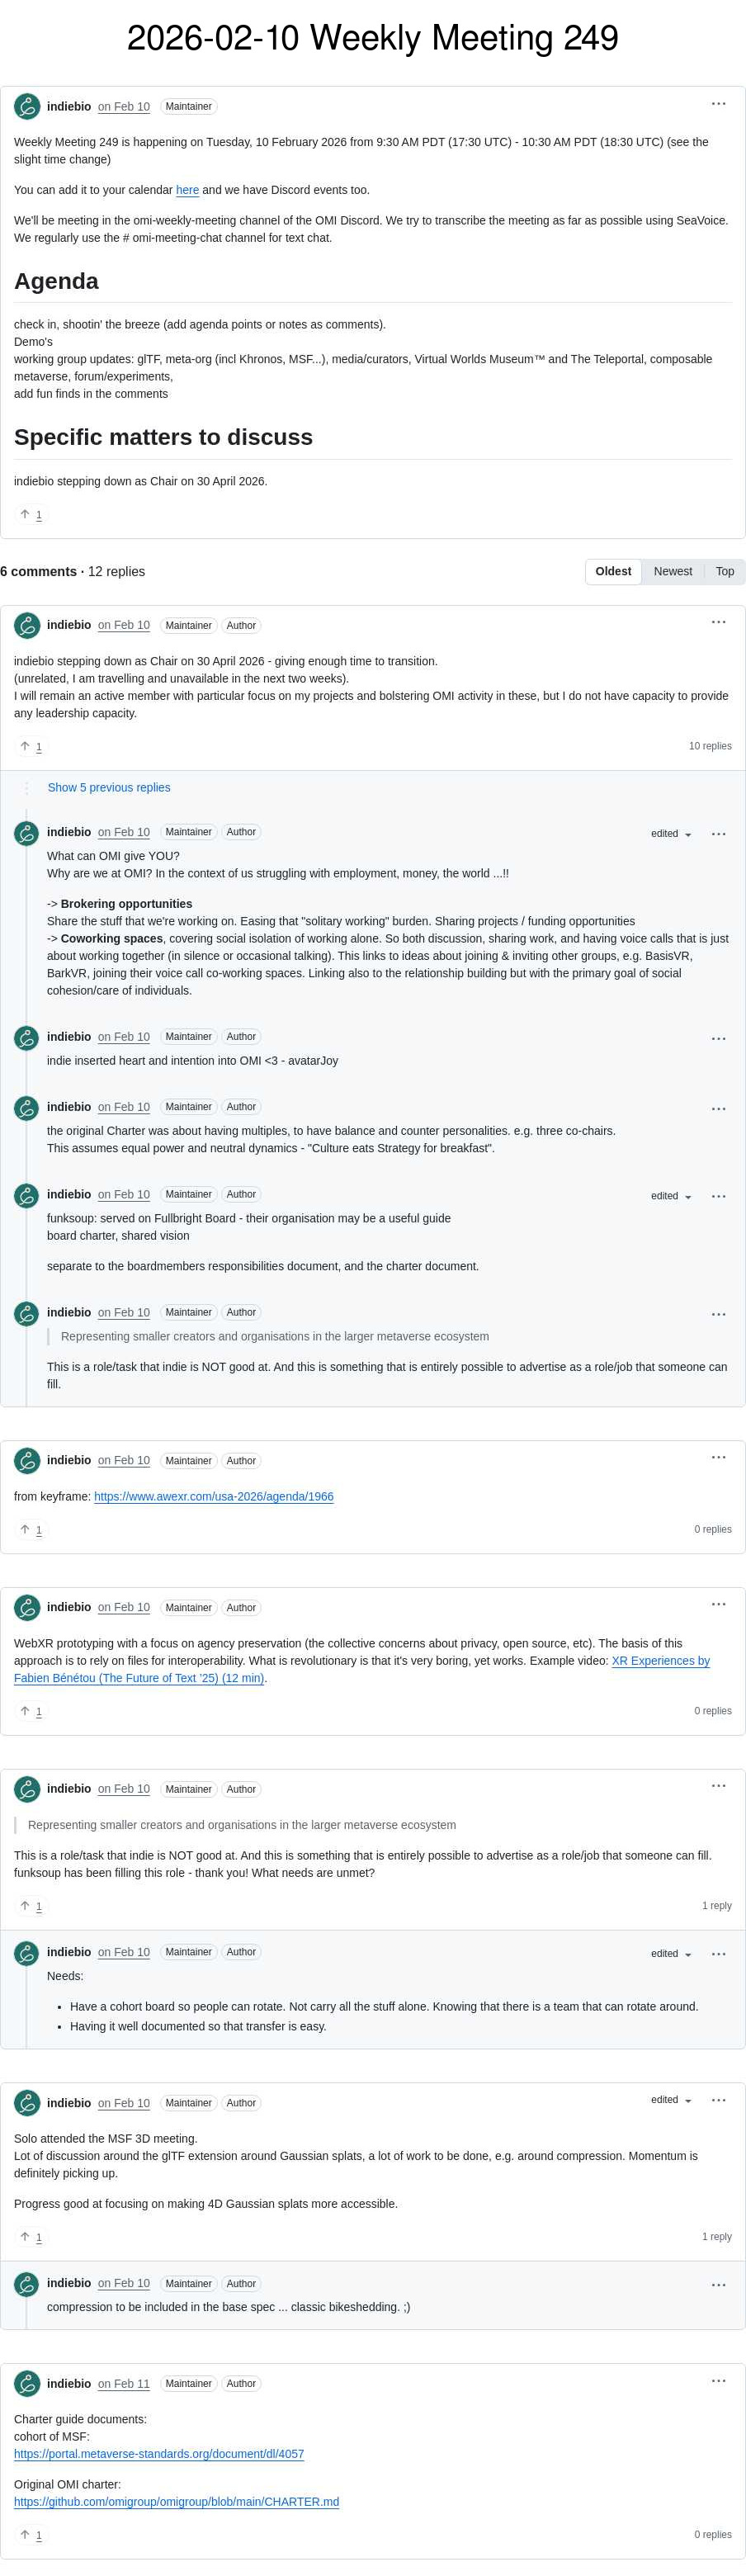 2026-02-10 Weekly Meeting 249
indiebio on Feb 10 Maintainer
Weekly Meeting 249 is happening on Tuesday, 10 February 2026 from 9:30 AM PDT (17:30 UTC) - 10:30 AM PDT (18:30 UTC) (see the
slight time change)
You can add it to your calendar here and we have Discord events too.
We'll be meeting in the omi-weekly-meeting channel of the OMI Discord. We try to transcribe the meeting as far as possible using SeaVoice.
We regularly use the # omi-meeting-chat channel for text chat.
Agenda
check in, shootin' the breeze (add agenda points or notes as comments).
Demo's
working group updates: glTF, meta-org (incl Khronos, MSF...), media/curators, Virtual Worlds Museum™ and The Teleportal, composable
metaverse, forum/experiments,
add fun finds in the comments
Specific matters to discuss
indiebio stepping down as Chair on 30 April 2026.
1
6 comments · 12 replies Oldest Newest Top
indiebio on Feb 10 Maintainer Author
indiebio stepping down as Chair on 30 April 2026 - giving enough time to transition.
(unrelated, I am travelling and unavailable in the next two weeks).
I will remain an active member with particular focus on my projects and bolstering OMI activity in these, but I do not have capacity to provide
any leadership capacity.
1 10 replies
Show 5 previous replies
indiebio on Feb 10 Maintainer Author edited
What can OMI give YOU?
Why are we at OMI? In the context of us struggling with employment, money, the world ...!!
-> Brokering opportunities
Share the stuff that we're working on. Easing that "solitary working" burden. Sharing projects / funding opportunities
-> Coworking spaces, covering social isolation of working alone. So both discussion, sharing work, and having voice calls that is just
about working together (in silence or occasional talking). This links to ideas about joining & inviting other groups, e.g. BasisVR,
BarkVR, joining their voice call co-working spaces. Linking also to the relationship building but with the primary goal of social
cohesion/care of individuals.
indiebio on Feb 10 Maintainer Author
indie inserted heart and intention into OMI <3 - avatarJoy
indiebio on Feb 10 Maintainer Author
the original Charter was about having multiples, to have balance and counter personalities. e.g. three co-chairs.
This assumes equal power and neutral dynamics - "Culture eats Strategy for breakfast".
indiebio on Feb 10 Maintainer Author edited
funksoup: served on Fullbright Board - their organisation may be a useful guide
board charter, shared vision
separate to the boardmembers responsibilities document, and the charter document.
indiebio on Feb 10 Maintainer Author
Representing smaller creators and organisations in the larger metaverse ecosystem
This is a role/task that indie is NOT good at. And this is something that is entirely possible to advertise as a role/job that someone can
fill.
indiebio on Feb 10 Maintainer Author
from keyframe: https://www.awexr.com/usa-2026/agenda/1966
1 0 replies
indiebio on Feb 10 Maintainer Author
WebXR prototyping with a focus on agency preservation (the collective concerns about privacy, open source, etc). The basis of this
approach is to rely on files for interoperability. What is revolutionary is that it's very boring, yet works. Example video: XR Experiences by
Fabien Bénétou (The Future of Text '25) (12 min).
1 0 replies
indiebio on Feb 10 Maintainer Author
Representing smaller creators and organisations in the larger metaverse ecosystem
This is a role/task that indie is NOT good at. And this is something that is entirely possible to advertise as a role/job that someone can fill.
funksoup has been filling this role - thank you! What needs are unmet?
1 1 reply
indiebio on Feb 10 Maintainer Author edited
Needs:
▪ Have a cohort board so people can rotate. Not carry all the stuff alone. Knowing that there is a team that can rotate around.
▪ Having it well documented so that transfer is easy.
indiebio on Feb 10 Maintainer Author edited
Solo attended the MSF 3D meeting.
Lot of discussion around the glTF extension around Gaussian splats, a lot of work to be done, e.g. around compression. Momentum is
definitely picking up.
Progress good at focusing on making 4D Gaussian splats more accessible.
1 1 reply
indiebio on Feb 10 Maintainer Author
compression to be included in the base spec ... classic bikeshedding. ;)
indiebio on Feb 11 Maintainer Author
Charter guide documents:
cohort of MSF:
https://portal.metaverse-standards.org/document/dl/4057
Original OMI charter:
https://github.com/omigroup/omigroup/blob/main/CHARTER.md
1 0 replies